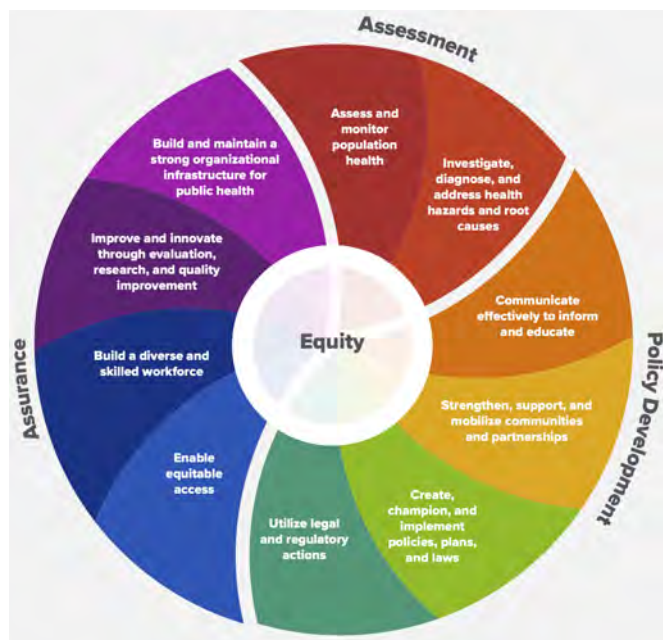 Assessment
Assess and
monitor
population
health
Investigate,
diagnose, and
address health
hazards and root
causes
Policy Development
Communicate
effectively to inform
and educate
Strengthen, support, and
mobilize communities
and partnerships
Create,
champion, and
implement
policies, plans,
and laws
Utilize legal
and regulatory
actions
Assurance
Enable
equitable
access
Build a diverse and
skilled workforce
Improve and innovate
through evaluation,
research, and quality
improvement
Build and maintain a
strong organizational
infrastructure for
public health
Equity